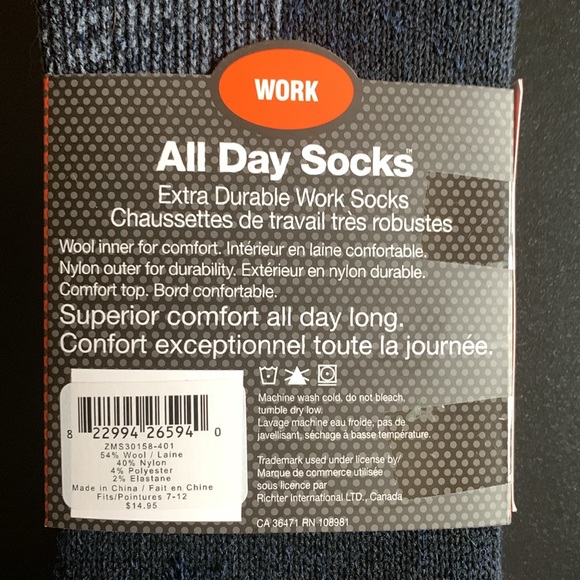 WORK
All Day Socks™
Extra Durable Work Socks
Chaussettes de travail très robustes
Wool inner for comfort. Intérieur en laine confortable.
Nylon outer for durability. Extérieur en nylon durable.
Comfort top. Bord confortable.
Superior comfort all day long.
Confort exceptionnel toute la journée.
Machine wash cold, do not bleach,
tumble dry low.
Lavage machine eau froide, pas de
javellisant, séchage à basse température.
Trademark used under license by/
Marque de commerce utilisée
sous licence par
Richter International LTD., Canada
CA 36471 RN 108981
8 22994 26594 0
ZMS30158-401
54% Wool / Laine
40% Nylon
4% Polyester
2% Elastane
Made in China / Fait en Chine
Fits/Pointures 7-12
$14.95